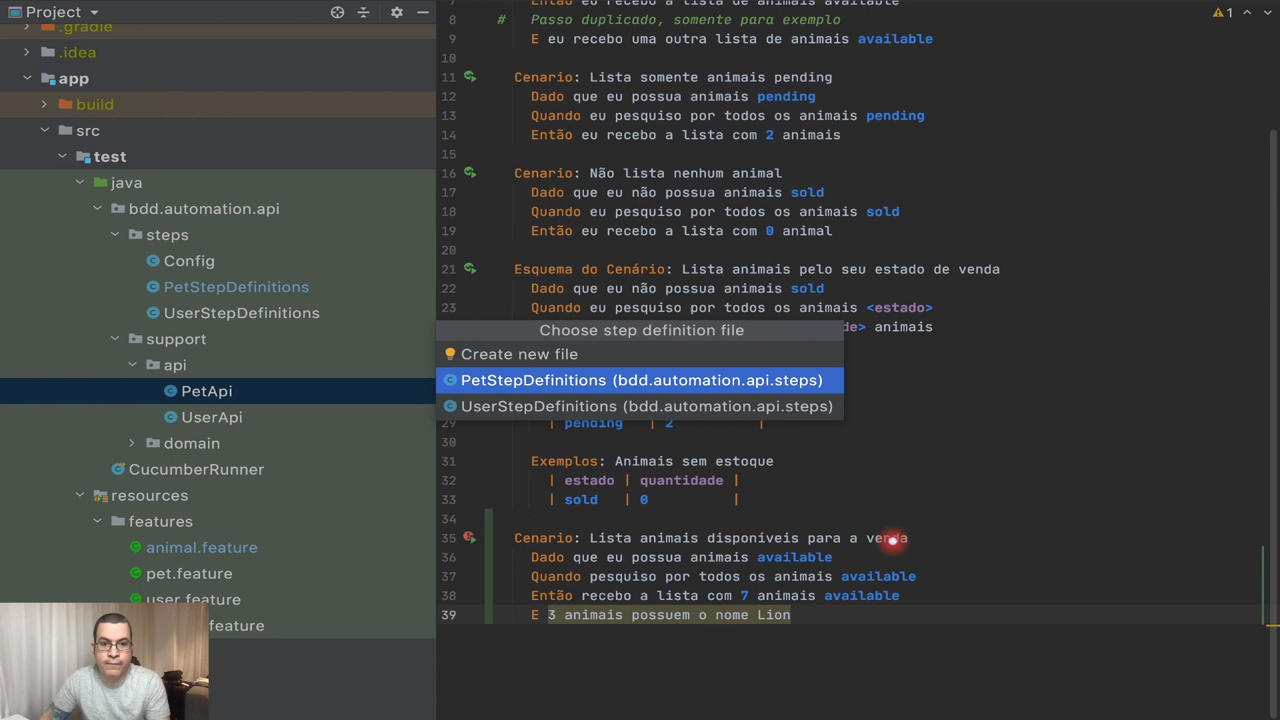 Project
.gradle
.idea
app
build
src
test
java
bdd.automation.api
steps
Config
PetStepDefinitions
UserStepDefinitions
support
api
PetApi
UserApi
domain
CucumberRunner
resources
features
animal.feature
pet.feature
user.feature
feature
1
8 # Passo duplicado, somente para exemplo
9 E eu recebo uma outra lista de animais available
10
11 Cenario: Lista somente animais pending
12 Dado que eu possua animais pending
13 Quando eu pesquiso por todos os animais pending
14 Então eu recebo a lista com 2 animais
15
16 Cenario: Não lista nenhum animal
17 Dado que eu não possua animais sold
18 Quando eu pesquiso por todos os animais sold
19 Então eu recebo a lista com 0 animal
20
21 Esquema do Cenário: Lista animais pelo seu estado de venda
22 Dado que eu não possua animais sold
23 Quando eu pesquiso por todos os animais <estado>
de> animais
Choose step definition file
Create new file
PetStepDefinitions (bdd.automation.api.steps)
UserStepDefinitions (bdd.automation.api.steps)
29 | pending | 2 |
30
31 Exemplos: Animais sem estoque
32 | estado | quantidade |
33 | sold | 0 |
34
35 Cenario: Lista animais disponíveis para a venda
36 Dado que eu possua animais available
37 Quando pesquiso por todos os animais available
38 Então recebo a lista com 7 animais available
39 E 3 animais possuem o nome Lion